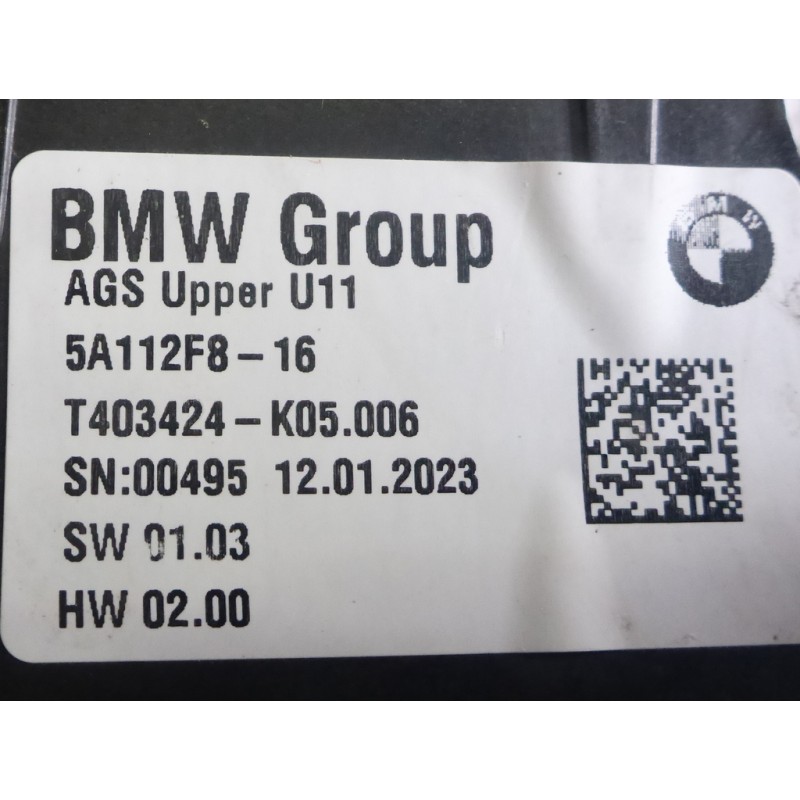 BMW Group
BMW
AGS Upper U11
5A112F8-16
T403424-K05.006
SN:00495 12.01.2023
SW 01.03
HW 02.00